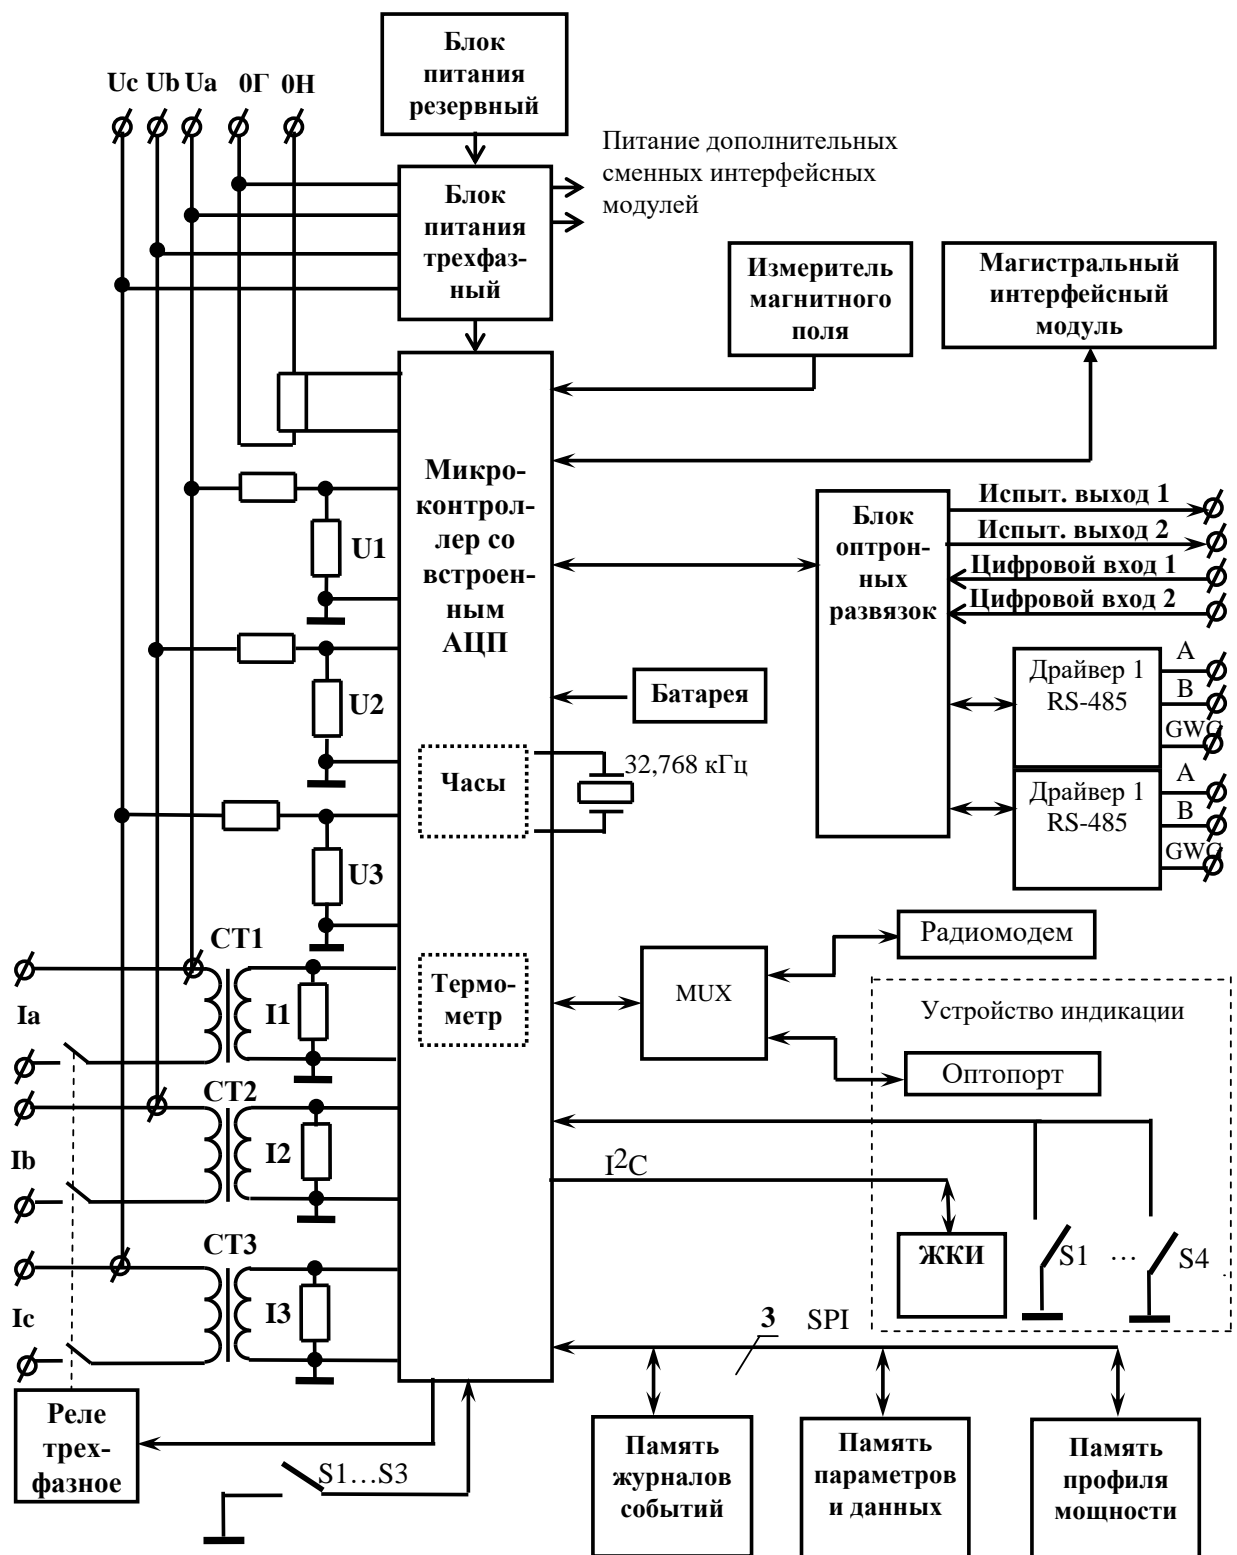 Блок
питания
резервный
Uc Ub Ua 0Г 0Н
Питание дополнительных
сменных интерфейсных
модулей
Блок
питания
трехфаз-
ный
Измеритель
магнитного
поля
Магистральный
интерфейсный
модуль
Микро-
контрол-
лер со
встроен-
ным
АЦП
U1
U2
U3
Блок
оптрон-
ных
развязок
Испыт. выход 1
Испыт. выход 2
Цифровой вход 1
Цифровой вход 2
Драйвер 1
RS-485
A
B
GWG
Драйвер 1
RS-485
A
B
GWG
Батарея
Часы
32,768 кГц
Термо-
метр
CT1
Ia
I1
CT2
Ib
I2
CT3
Ic
I3
MUX
Радиомодем
Устройство индикации
Оптопорт
I2C
ЖКИ
S1 … S4
3 SPI
Реле
трех-
фазное
S1…S3
Память
журналов
событий
Память
параметров
и данных
Память
профиля
мощности